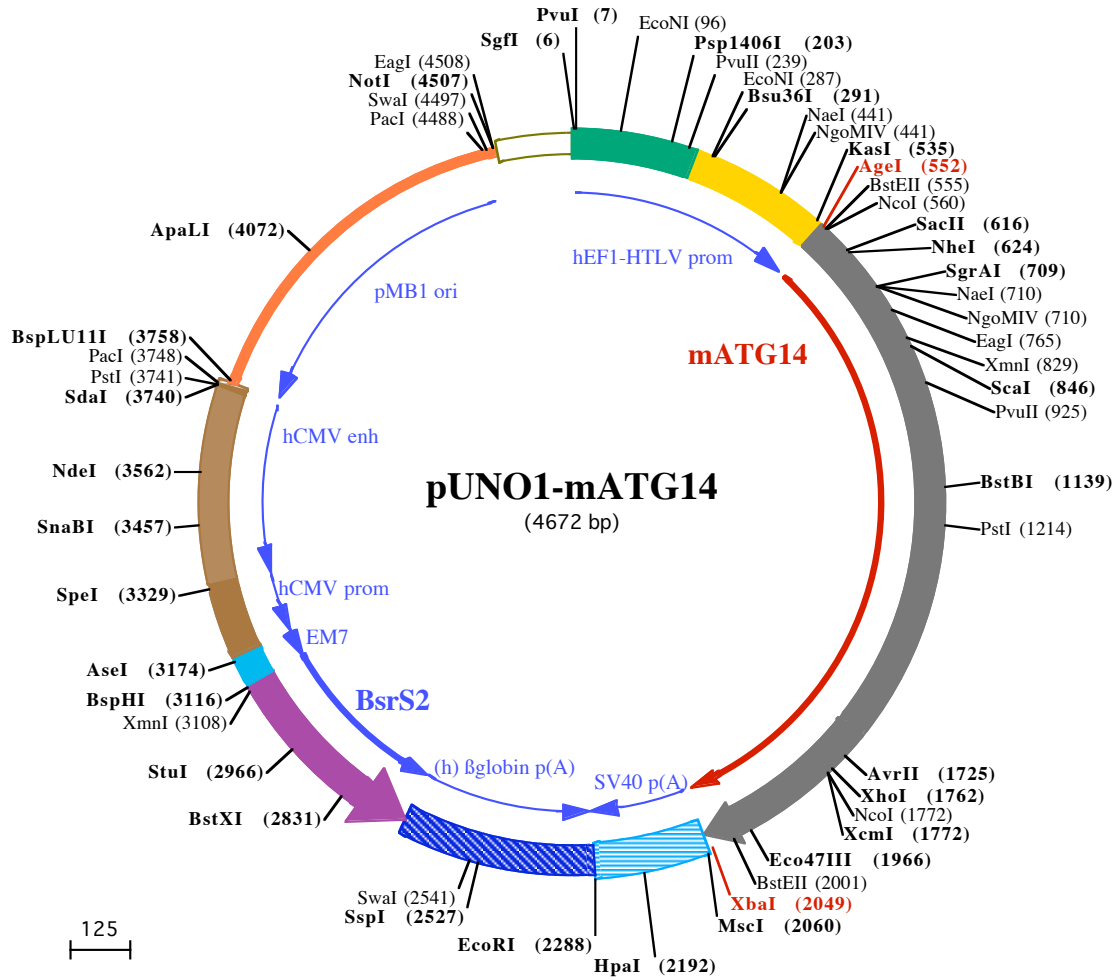 PvuI (7)
SgfI (6)
EcoNI (96)
Psp1406I (203)
PvuII (239)
EcoNI (287)
Bsu36I (291)
NaeI (441)
NgoMIV (441)
KasI (535)
AgeI (552)
BstEII (555)
NcoI (560)
SacII (616)
NheI (624)
SgrAI (709)
NaeI (710)
NgoMIV (710)
EagI (765)
XmnI (829)
ScaI (846)
PvuII (925)
BstBI (1139)
PstI (1214)
AvrII (1725)
XhoI (1762)
NcoI (1772)
XcmI (1772)
Eco47III (1966)
BstEII (2001)
XbaI (2049)
MscI (2060)
HpaI (2192)
EcoRI (2288)
SspI (2527)
SwaI (2541)
BstXI (2831)
StuI (2966)
XmnI (3108)
BspHI (3116)
AseI (3174)
SpeI (3329)
SnaBI (3457)
NdeI (3562)
SdaI (3740)
PstI (3741)
PacI (3748)
BspLU11I (3758)
ApaLI (4072)
PacI (4488)
SwaI (4497)
NotI (4507)
EagI (4508)
hEF1-HTLV prom
pMB1 ori
mATG14
hCMV enh
pUNO1-mATG14
(4672 bp)
hCMV prom
EM7
BsrS2
(h) ßglobin p(A)
SV40 p(A)
125